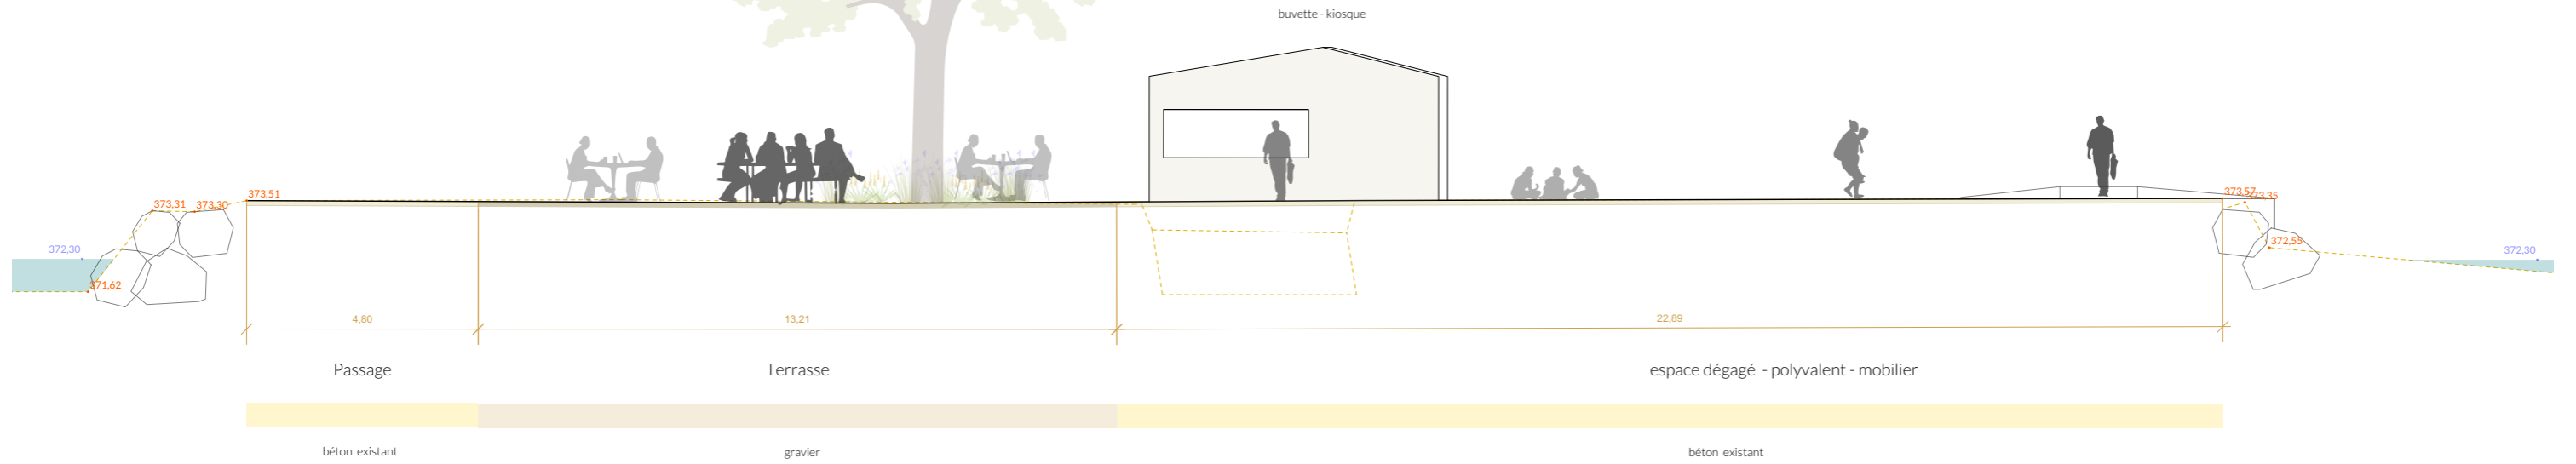 buvette - kiosque
373,51
373,31
373,30
373,57
373,35
372,30
372,59
372,30
371,62
4,80
13,21
22,89
Passage
Terrasse
espace dégagé - polyvalent - mobilier
béton existant
gravier
béton existant